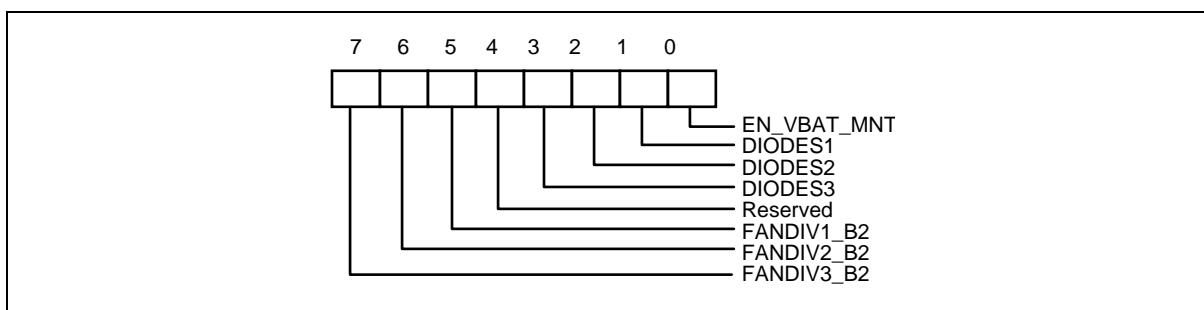 7 6 5 4 3 2 1 0
EN_VBAT_MNT
DIODES1
DIODES2
DIODES3
Reserved
FANDIV1_B2
FANDIV2_B2
FANDIV3_B2